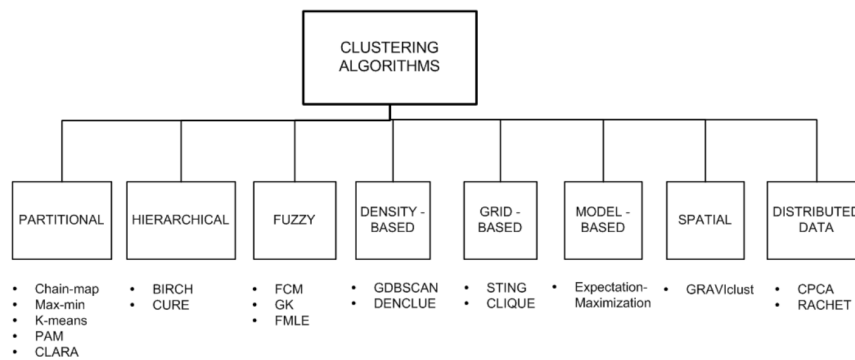 CLUSTERING
ALGORITHMS
PARTITIONAL
HIERARCHICAL
FUZZY
DENSITY -
BASED
GRID -
BASED
MODEL -
BASED
SPATIAL
DISTRIBUTED
DATA
• Chain-map
• Max-min
• K-means
• PAM
• CLARA
• BIRCH
• CURE
• FCM
• GK
• FMLE
• GDBSCAN
• DENCLUE
• STING
• CLIQUE
• Expectation-
Maximization
• GRAVIclust
• CPCA
• RACHET